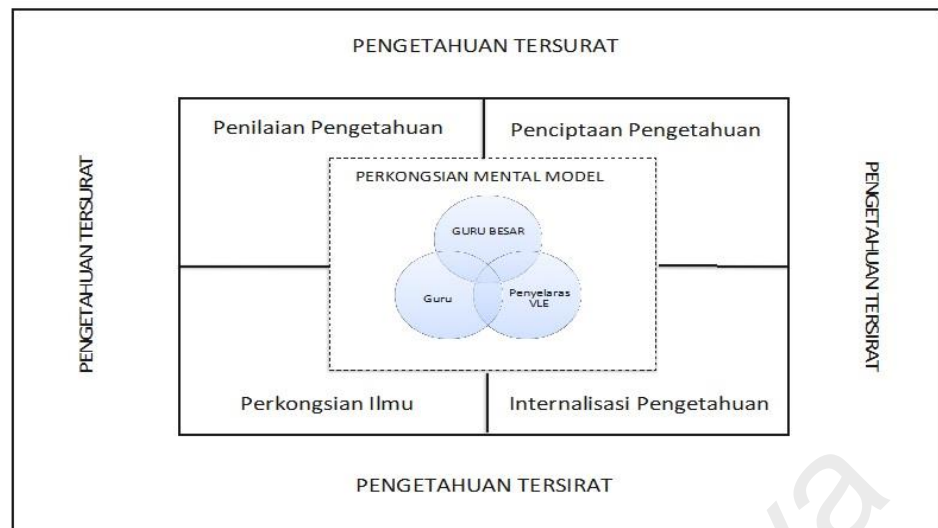 PENGETAHUAN TERSURAT
Penilaian Pengetahuan
Penciptaan Pengetahuan
PENGETAHUAN TERSURAT
PERKONGSIAN MENTAL MODEL
GURU BESAR
Guru
Penyelaras
VLE
PENGETAHUAN TERSIRAT
Perkongsian Ilmu
Internalisasi Pengetahuan
PENGETAHUAN TERSIRAT